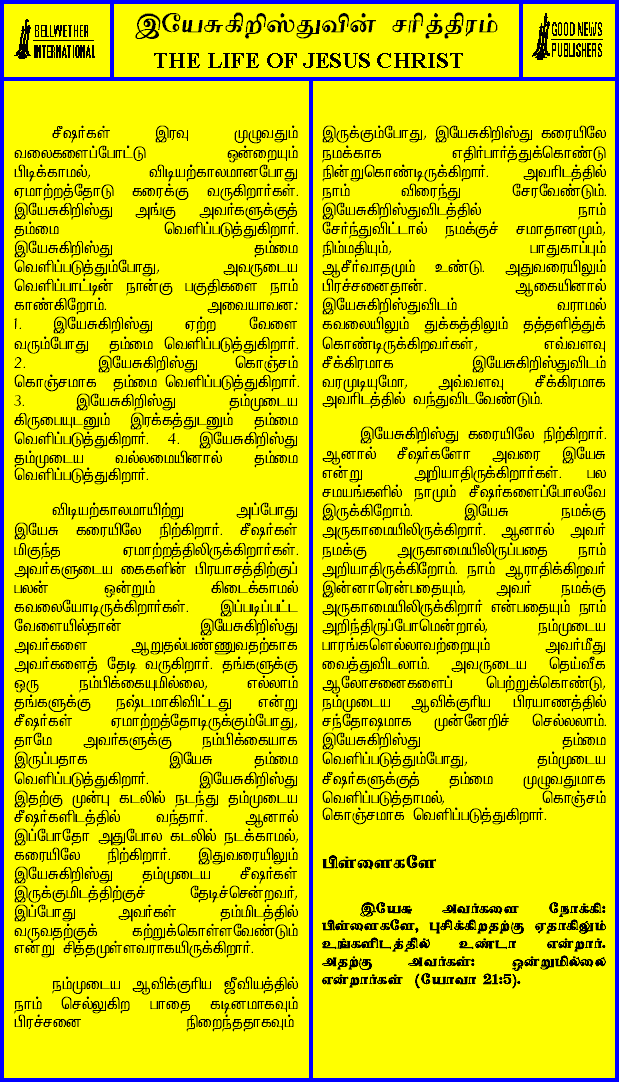 BELLWETHER
INTERNATIONAL
இயேசுகிறிஸ்துவின் சரித்திரம்
THE LIFE OF JESUS CHRIST
GOOD NEWS
PUBLISHERS
சீஷர்கள் இரவு முழுவதும்
வலைகளைப்போட்டு ஒன்றையும்
பிடிக்காமல், விடியற்காலமானபோது
ஏமாற்றத்தோடு கரைக்கு வருகிறார்கள்.
இயேசுகிறிஸ்து அங்கு அவர்களுக்குத்
தம்மை வெளிப்படுத்துகிறார்.
இயேசுகிறிஸ்து தம்மை
வெளிப்படுத்தும்போது, அவருடைய
வெளிப்பாட்டின் நான்கு பகுதிகளை நாம்
காண்கிறோம். அவையாவன:
1. இயேசுகிறிஸ்து ஏற்ற வேளை
வரும்போது தம்மை வெளிப்படுத்துகிறார்.
2. இயேசுகிறிஸ்து கொஞ்சம்
கொஞ்சமாக தம்மை வெளிப்படுத்துகிறார்.
3. இயேசுகிறிஸ்து தம்முடைய
கிருபையுடனும் இரக்கத்துடனும் தம்மை
வெளிப்படுத்துகிறார். 4. இயேசுகிறிஸ்து
தம்முடைய வல்லமையினால் தம்மை
வெளிப்படுத்துகிறார்.
விடியற்காலமாயிற்று அப்போது
இயேசு கரையிலே நிற்கிறார். சீஷர்கள்
மிகுந்த ஏமாற்றத்திலிருக்கிறார்கள்.
அவர்களுடைய கைகளின் பிரயாசத்திற்குப்
பலன் ஒன்றும் கிடைக்காமல்
கவலையோடிருக்கிறார்கள். இப்படிப்பட்ட
வேளையில்தான் இயேசுகிறிஸ்து
அவர்களை ஆறுதல்பண்ணுவதற்காக
அவர்களைத் தேடி வருகிறார். தங்களுக்கு
ஒரு நம்பிக்கையுமில்லை, எல்லாம்
தங்களுக்கு நஷ்டமாகிவிட்டது என்று
சீஷர்கள் ஏமாற்றத்தோடிருக்கும்போது,
தாமே அவர்களுக்கு நம்பிக்கையாக
இருப்பதாக இயேசு தம்மை
வெளிப்படுத்துகிறார். இயேசுகிறிஸ்து
இதற்கு முன்பு கடலில் நடந்து தம்முடைய
சீஷர்களிடத்தில் வந்தார். ஆனால்
இப்போதோ அதுபோல கடலில் நடக்காமல்,
கரையிலே நிற்கிறார். இதுவரையிலும்
இயேசுகிறிஸ்து தம்முடைய சீஷர்கள்
இருக்குமிடத்திற்குச் தேடிச்சென்றவர்,
இப்போது அவர்கள் தம்மிடத்தில்
வருவதற்குக் கற்றுக்கொள்ளவேண்டும்
என்று சித்தமுள்ளவராகயிருக்கிறார்.
நம்முடைய ஆவிக்குரிய ஜீவியத்தில்
நாம் செல்லுகிற பாதை கடினமாகவும்
பிரச்சனை நிறைந்ததாகவும்
இருக்கும்போது, இயேசுகிறிஸ்து கரையிலே
நமக்காக எதிர்பார்த்துக்கொண்டு
நின்றுகொண்டிருக்கிறார். அவரிடத்தில்
நாம் விரைந்து சேரவேண்டும்.
இயேசுகிறிஸ்துவிடத்தில் நாம்
சேர்ந்துவிட்டால் நமக்குச் சமாதானமும்,
நிம்மதியும், பாதுகாப்பும்
ஆசீர்வாதமும் உண்டு. அதுவரையிலும்
பிரச்சனைதான். ஆகையினால்
இயேசுகிறிஸ்துவிடம் வராமல்
கவலையிலும் துக்கத்திலும் தத்தளித்துக்
கொண்டிருக்கிறவர்கள், எவ்வளவு
சீக்கிரமாக இயேசுகிறிஸ்துவிடம்
வரமுடியுமோ, அவ்வளவு சீக்கிரமாக
அவரிடத்தில் வந்துவிடவேண்டும்.
இயேசுகிறிஸ்து கரையிலே நிற்கிறார்.
ஆனால் சீஷர்களோ அவரை இயேசு
என்று அறியாதிருக்கிறார்கள். பல
சமயங்களில் நாமும் சீஷர்களைப்போலவே
இருக்கிறோம். இயேசு நமக்கு
அருகாமையிலிருக்கிறார். ஆனால் அவர்
நமக்கு அருகாமையிலிருப்பதை நாம்
அறியாதிருக்கிறோம். நாம் ஆராதிக்கிறவர்
இன்னாரென்பதையும், அவர் நமக்கு
அருகாமையிலிருக்கிறார் என்பதையும் நாம்
அறிந்திருப்போமென்றால், நம்முடைய
பாரங்களெல்லாவற்றையும் அவர்மீது
வைத்துவிடலாம். அவருடைய தெய்வீக
ஆலோசனைகளைப் பெற்றுக்கொண்டு,
நம்முடைய ஆவிக்குரிய பிரயாணத்தில்
சந்தோஷமாக முன்னேறிச் செல்லலாம்.
இயேசுகிறிஸ்து தம்மை
வெளிப்படுத்தும்போது, தம்முடைய
சீஷர்களுக்குத் தம்மை முழுவதுமாக
வெளிப்படுத்தாமல், கொஞ்சம்
கொஞ்சமாக வெளிப்படுத்துகிறார்.
பிள்ளைகளே
இயேசு அவர்களை நோக்கி:
பிள்ளைகளே, புசிக்கிறதற்கு ஏதாகிலும்
உங்களிடத்தில் உண்டா என்றார்.
அதற்கு அவர்கள்: ஒன்றுமில்லை
என்றார்கள் (யோவா 21:5).